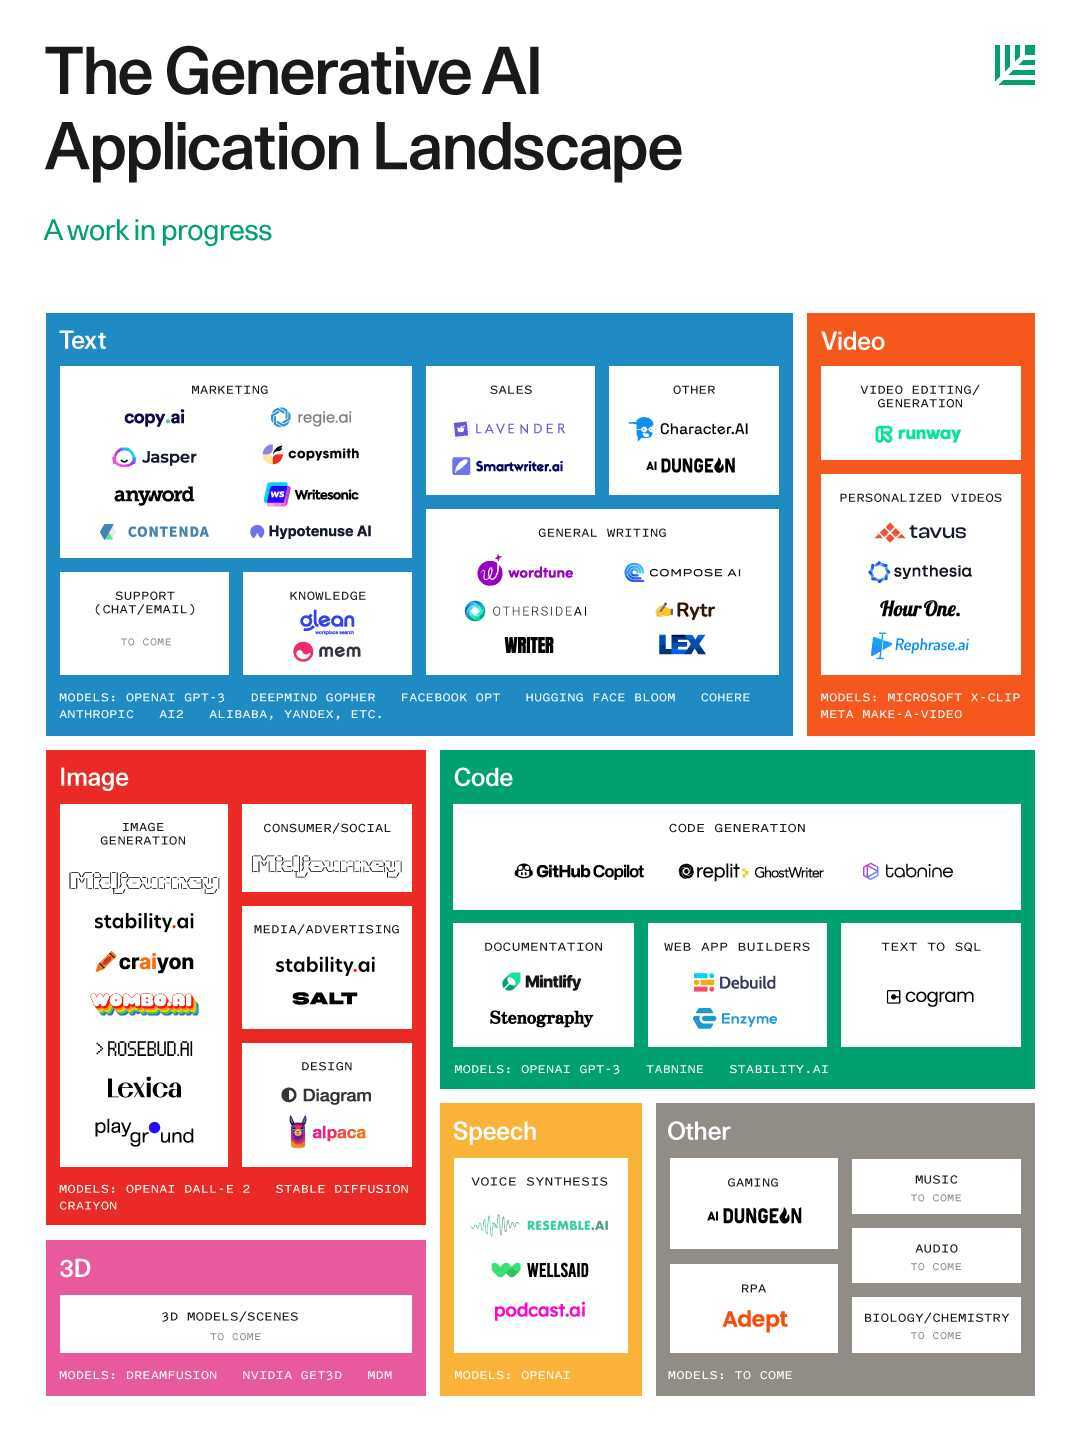 The Generative AI
Application Landscape
A work in progress
Text
MARKETING
copy.ai
regie.ai
Jasper
copysmith
anyword
WS Writesonic
CONTENDA
Hypotenuse AI
SALES
LAVENDER
Smartwriter.ai
OTHER
Character.AI
AI DUNGEON
GENERAL WRITING
w wordtune
COMPOSE AI
OTHERSIDEAI
Rytr
WRITER
LEX
SUPPORT
(CHAT/EMAIL)
TO COME
KNOWLEDGE
glean
workplace search
mem
MODELS: OPENAI GPT-3 DEEPMIND GOPHER FACEBOOK OPT HUGGING FACE BLOOM COHERE
ANTHROPIC AI2 ALIBABA, YANDEX, ETC.
Video
VIDEO EDITING/
GENERATION
runway
PERSONALIZED VIDEOS
tavus
synthesia
Hour One.
Rephrase.ai
MODELS: MICROSOFT X-CLIP
META MAKE-A-VIDEO
Image
IMAGE
GENERATION
Midjourney
stability.ai
craiyon
WOMBO.AI
ROSEBUD.AI
Lexica
playground
CONSUMER/SOCIAL
Midjourney
MEDIA/ADVERTISING
stability.ai
SALT
DESIGN
Diagram
alpaca
MODELS: OPENAI DALL-E 2 STABLE DIFFUSION
CRAIYON
Code
CODE GENERATION
GitHub Copilot
replit GhostWriter
tabnine
DOCUMENTATION
Mintlify
Stenography
WEB APP BUILDERS
Debuild
Enzyme
TEXT TO SQL
cogram
MODELS: OPENAI GPT-3 TABNINE STABILITY.AI
3D
3D MODELS/SCENES
TO COME
MODELS: DREAMFUSION NVIDIA GET3D MDM
Speech
VOICE SYNTHESIS
RESEMBLE.AI
WELLSAID
podcast.ai
MODELS: OPENAI
Other
GAMING
AI DUNGEON
RPA
Adept
MUSIC
TO COME
AUDIO
TO COME
BIOLOGY/CHEMISTRY
TO COME
MODELS: TO COME